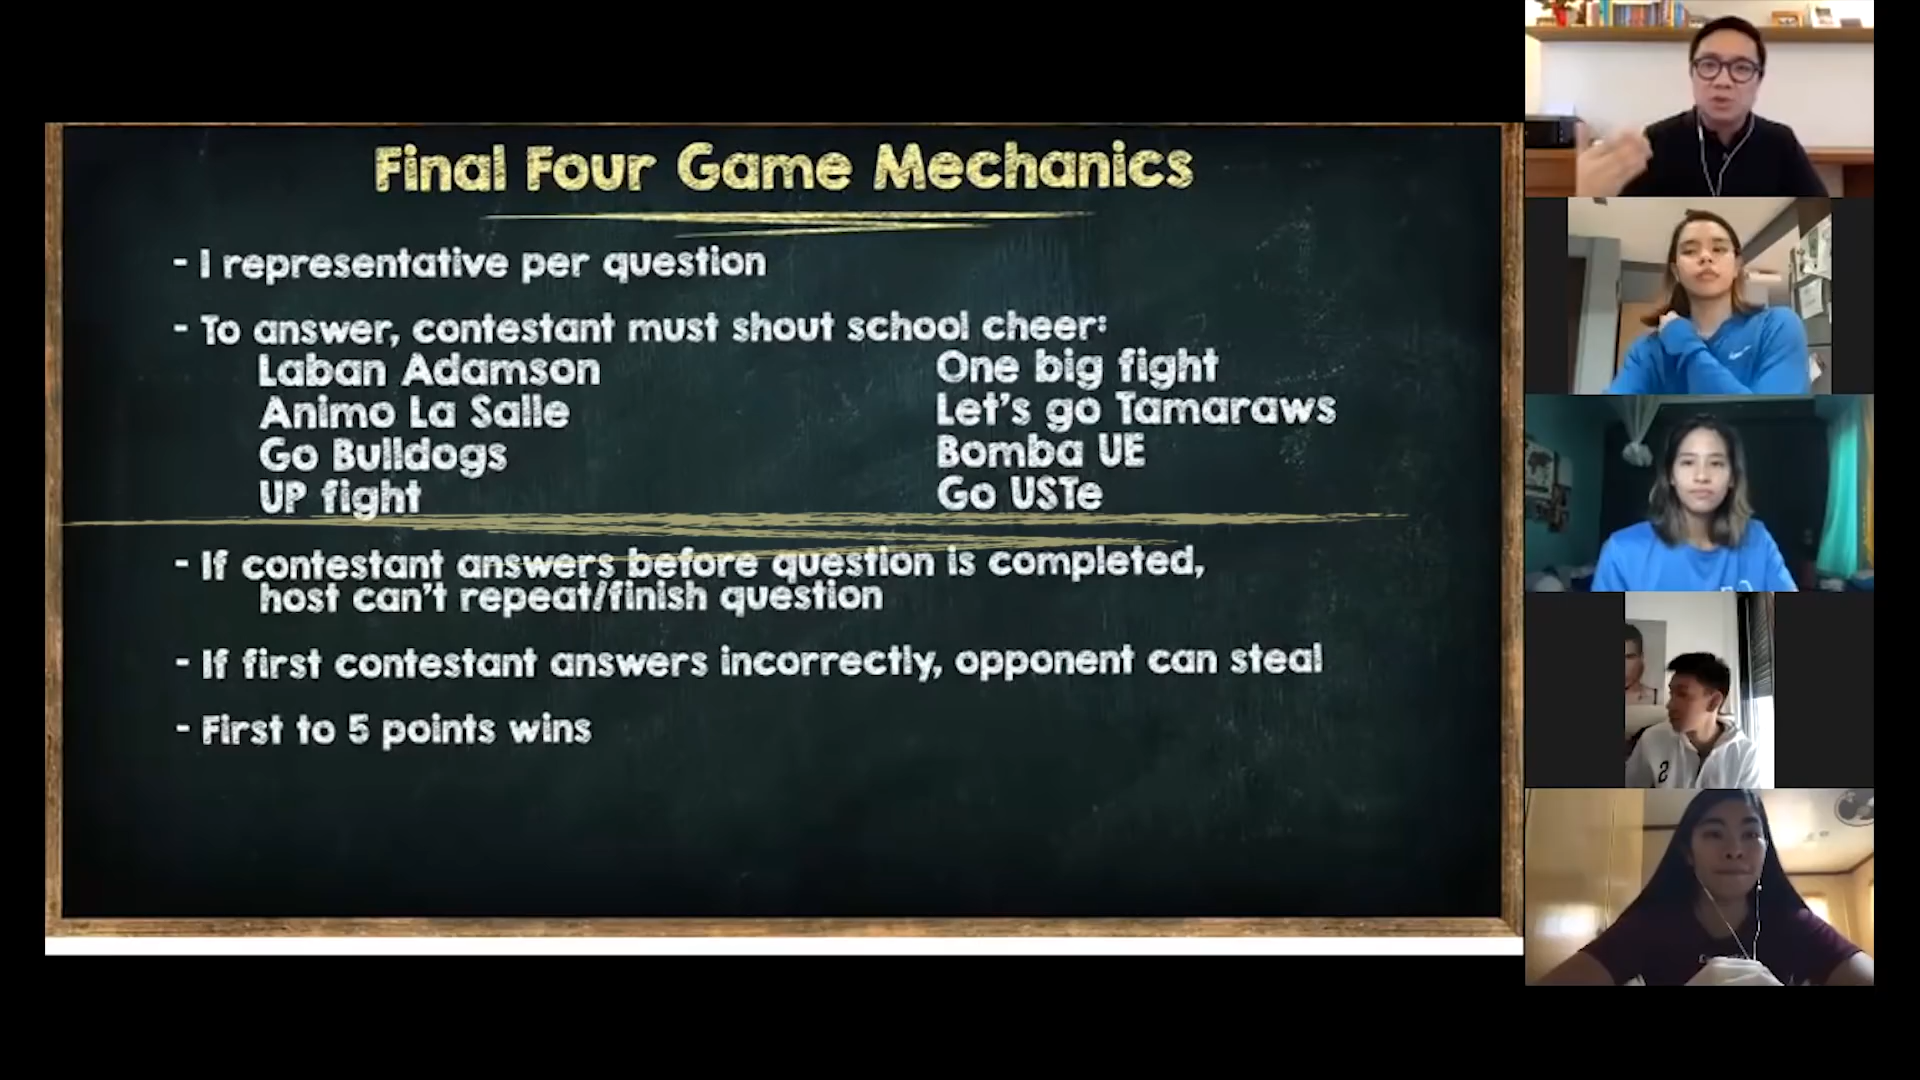 Final Four Game Mechanics
- 1 representative per question
- To answer, contestant must shout school cheer:
Laban Adamson
Animo La Salle
Go Bulldogs
UP fight
One big fight
Let's go Tamaraws
Bomba UE
Go USTe
- If contestant answers before question is completed,
host can't repeat/finish question
- If first contestant answers incorrectly, opponent can steal
- First to 5 points wins
2